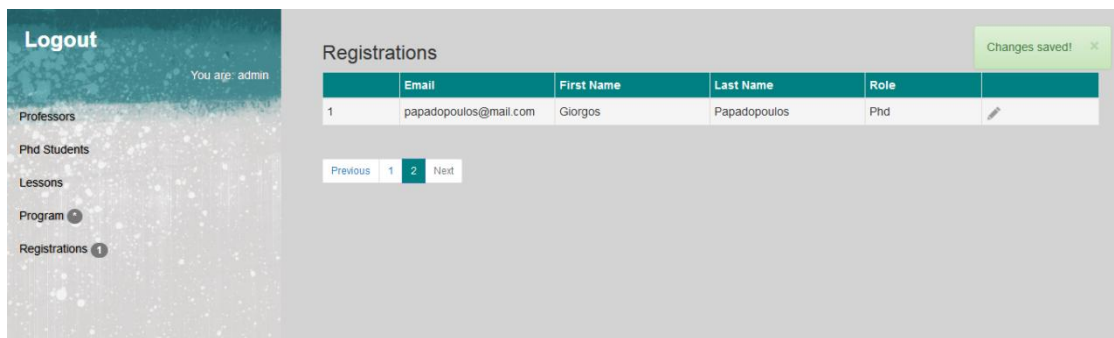 Logout
You are: admin
Professors
Phd Students
Lessons
Program *
Registrations 1
Registrations
Changes saved! ×
Email First Name Last Name Role
1 papadopoulos@mail.com Giorgos Papadopoulos Phd
Previous 1 2 Next